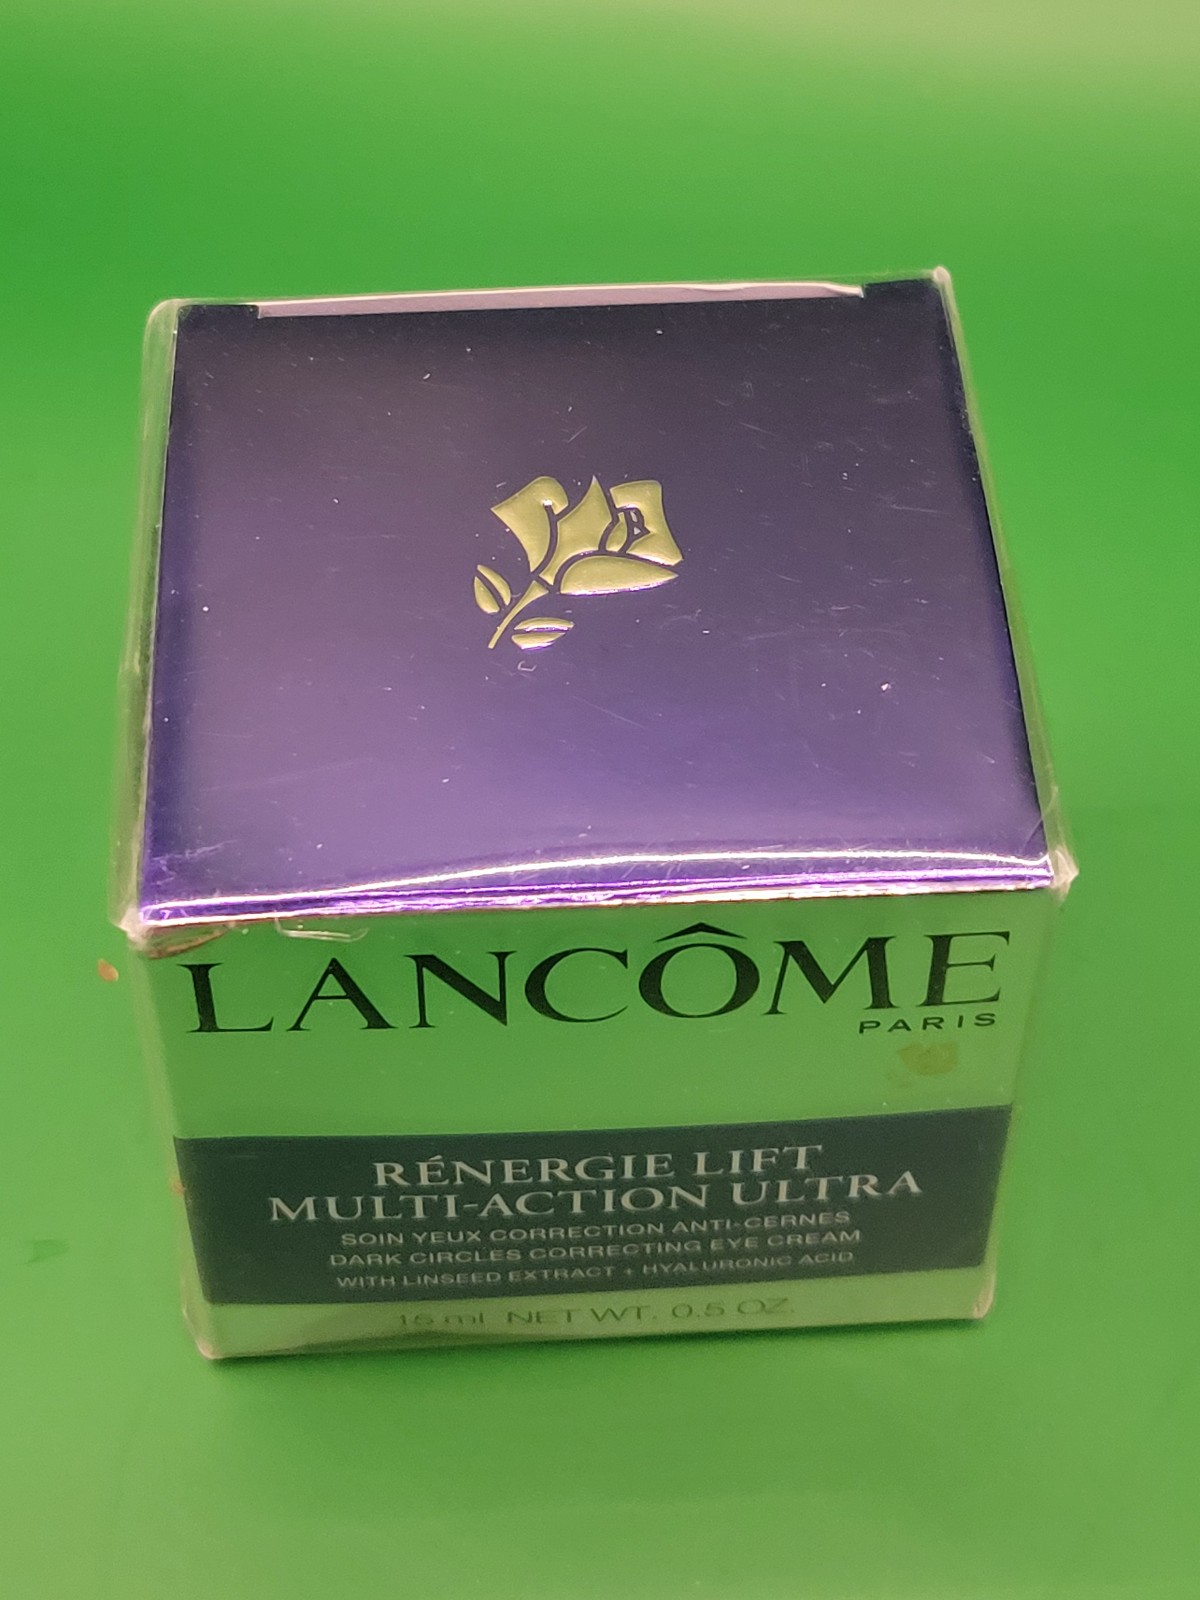 LANCÔME
PARIS
RÉNERGIE LIFT
MULTI-ACTION ULTRA
SOIN YEUX CORRECTION ANTI-CERNES
DARK CIRCLES CORRECTING EYE CREAM
WITH LINSEED EXTRACT + HYALURONIC ACID
15 ml NET WT. 0.5 OZ.